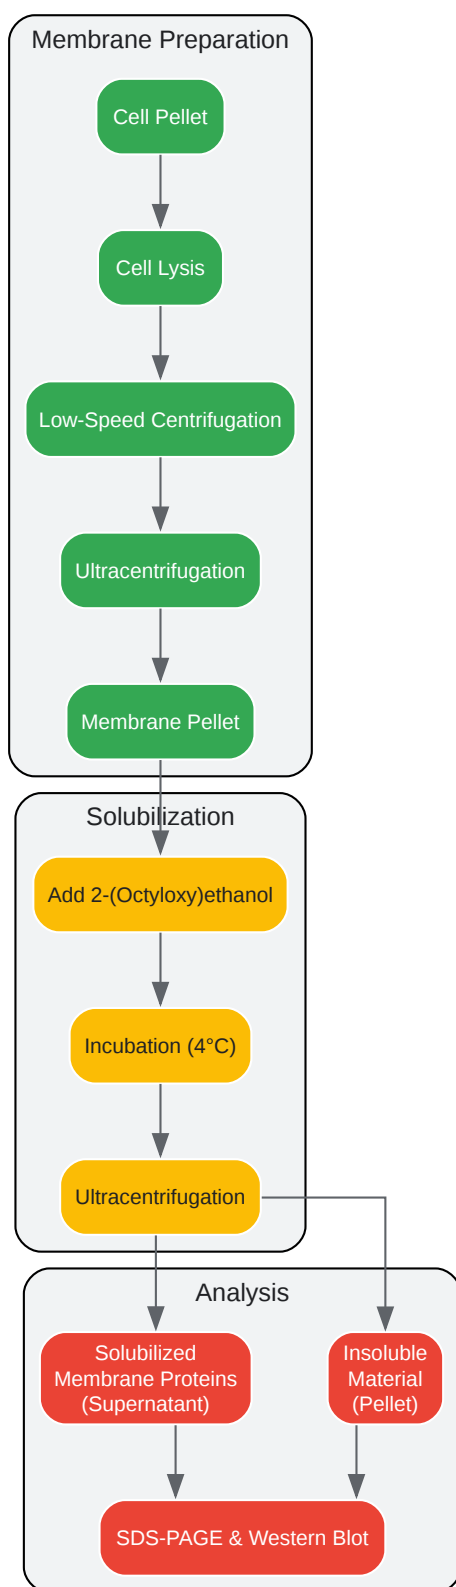 Membrane Preparation
Cell Pellet
Cell Lysis
Low-Speed Centrifugation
Ultracentrifugation
Membrane Pellet
Solubilization
Add 2-(Octyloxy)ethanol
Incubation (4°C)
Ultracentrifugation
Analysis
Solubilized
Membrane Proteins
(Supernatant)
Insoluble
Material
(Pellet)
SDS-PAGE & Western Blot